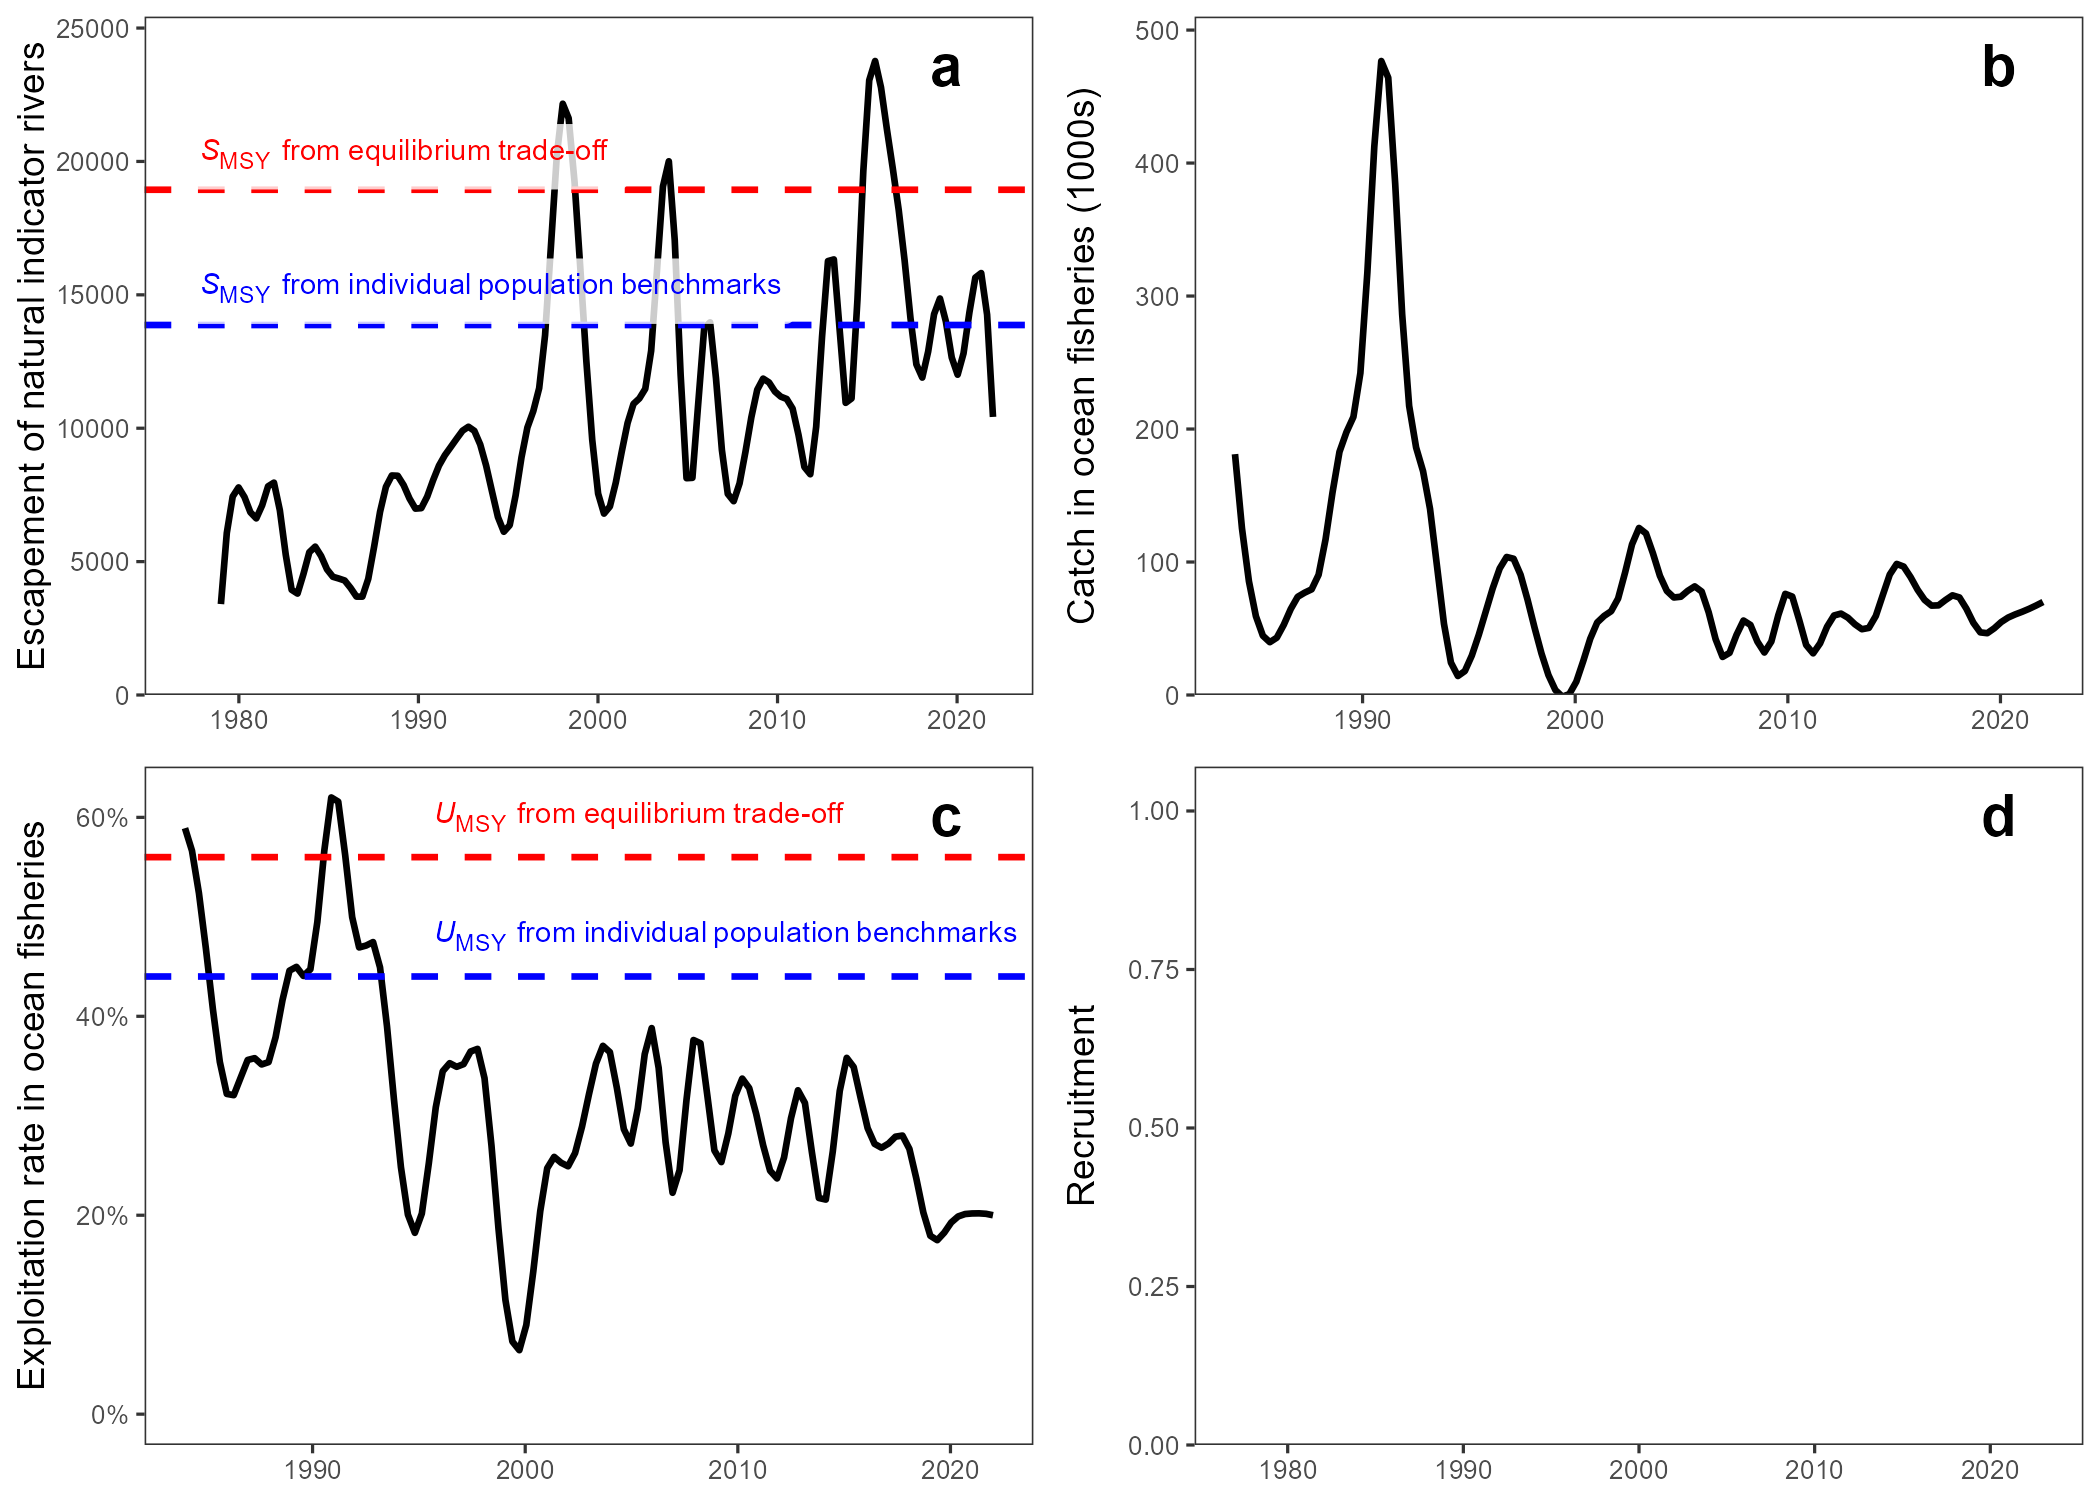 Escapement of natural indicator rivers
25000
20000
15000
10000
5000
0
a
SMSY from equilibrium trade-off
SMSY from individual population benchmarks
1980 1990 2000 2010 2020
Catch in ocean fisheries (1000s)
500
400
300
200
100
0
b
1990 2000 2010 2020
Exploitation rate in ocean fisheries
60%
40%
20%
0%
c
UMSY from equilibrium trade-off
UMSY from individual population benchmarks
1990 2000 2010 2020
Recruitment
1.00
0.75
0.50
0.25
0.00
d
1980 1990 2000 2010 2020